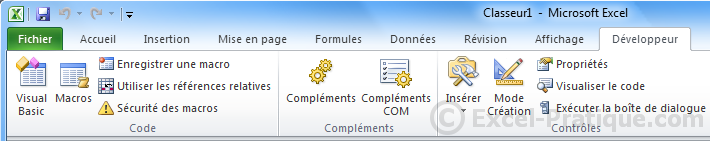 Classeur1 - Microsoft Excel
Fichier Accueil Insertion Mise en page Formules Données Révision Affichage Développeur
Visual Basic
Macros
Enregistrer une macro
Utiliser les références relatives
Sécurité des macros
Code
Compléments
Compléments COM
Compléments
Insérer
Mode Création
Propriétés
Visualiser le code
Exécuter la boîte de dialogue
Contrôles
© Excel-Pratique.com